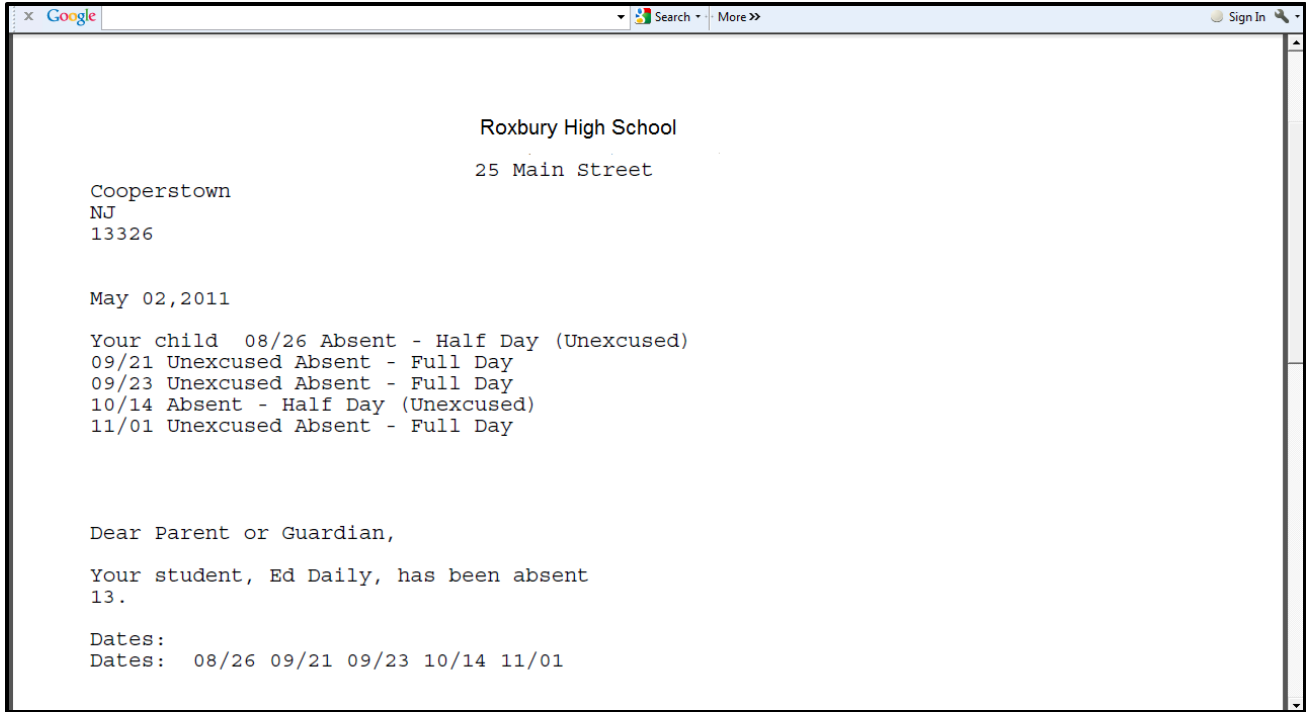 x Google Search More >> Sign In
Roxbury High School
25 Main Street
Cooperstown
NJ
13326
May 02,2011
Your child  08/26 Absent - Half Day (Unexcused)
09/21 Unexcused Absent - Full Day
09/23 Unexcused Absent - Full Day
10/14 Absent - Half Day (Unexcused)
11/01 Unexcused Absent - Full Day
Dear Parent or Guardian,
Your student, Ed Daily, has been absent
13.
Dates:
Dates:  08/26 09/21 09/23 10/14 11/01